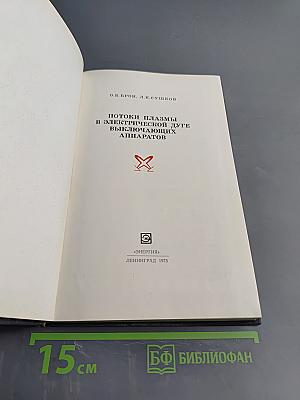 О.Б.БРОН, Л.К.СУШКОВ
ПОТОКИ ПЛАЗМЫ
В ЭЛЕКТРИЧЕСКОЙ ДУГЕ
ВЫКЛЮЧАЮЩИХ
АППАРАТОВ
«ЭНЕРГИЯ»
ЛЕНИНГРАД 1975
15 см
БФ БИБЛИОФАН